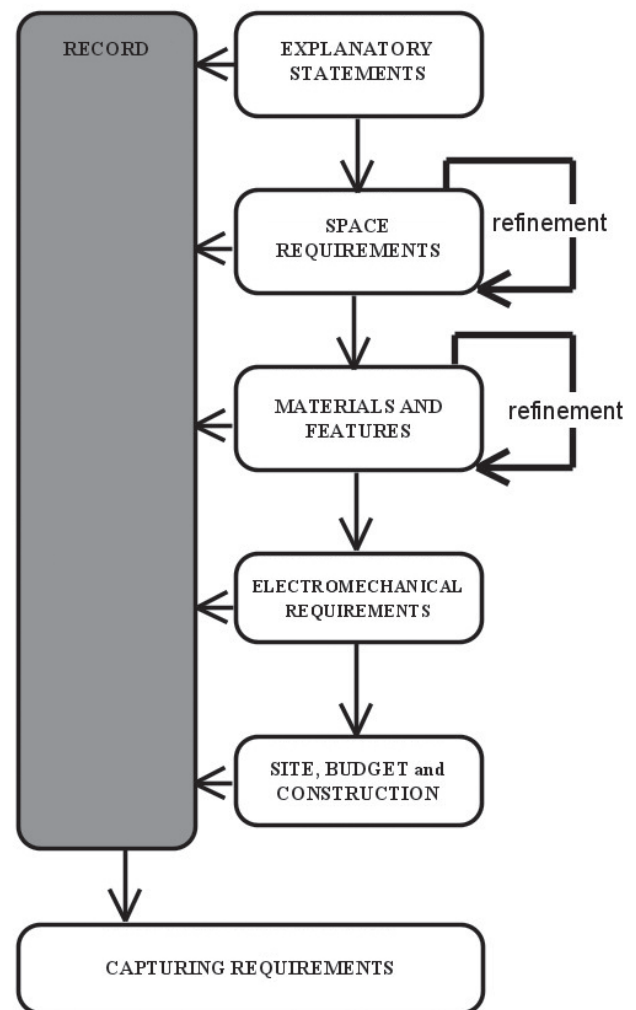 RECORD
EXPLANATORY
STATEMENTS
SPACE
REQUIREMENTS
refinement
MATERIALS AND
FEATURES
refinement
ELECTROMECHANICAL
REQUIREMENTS
SITE, BUDGET and
CONSTRUCTION
CAPTURING REQUIREMENTS